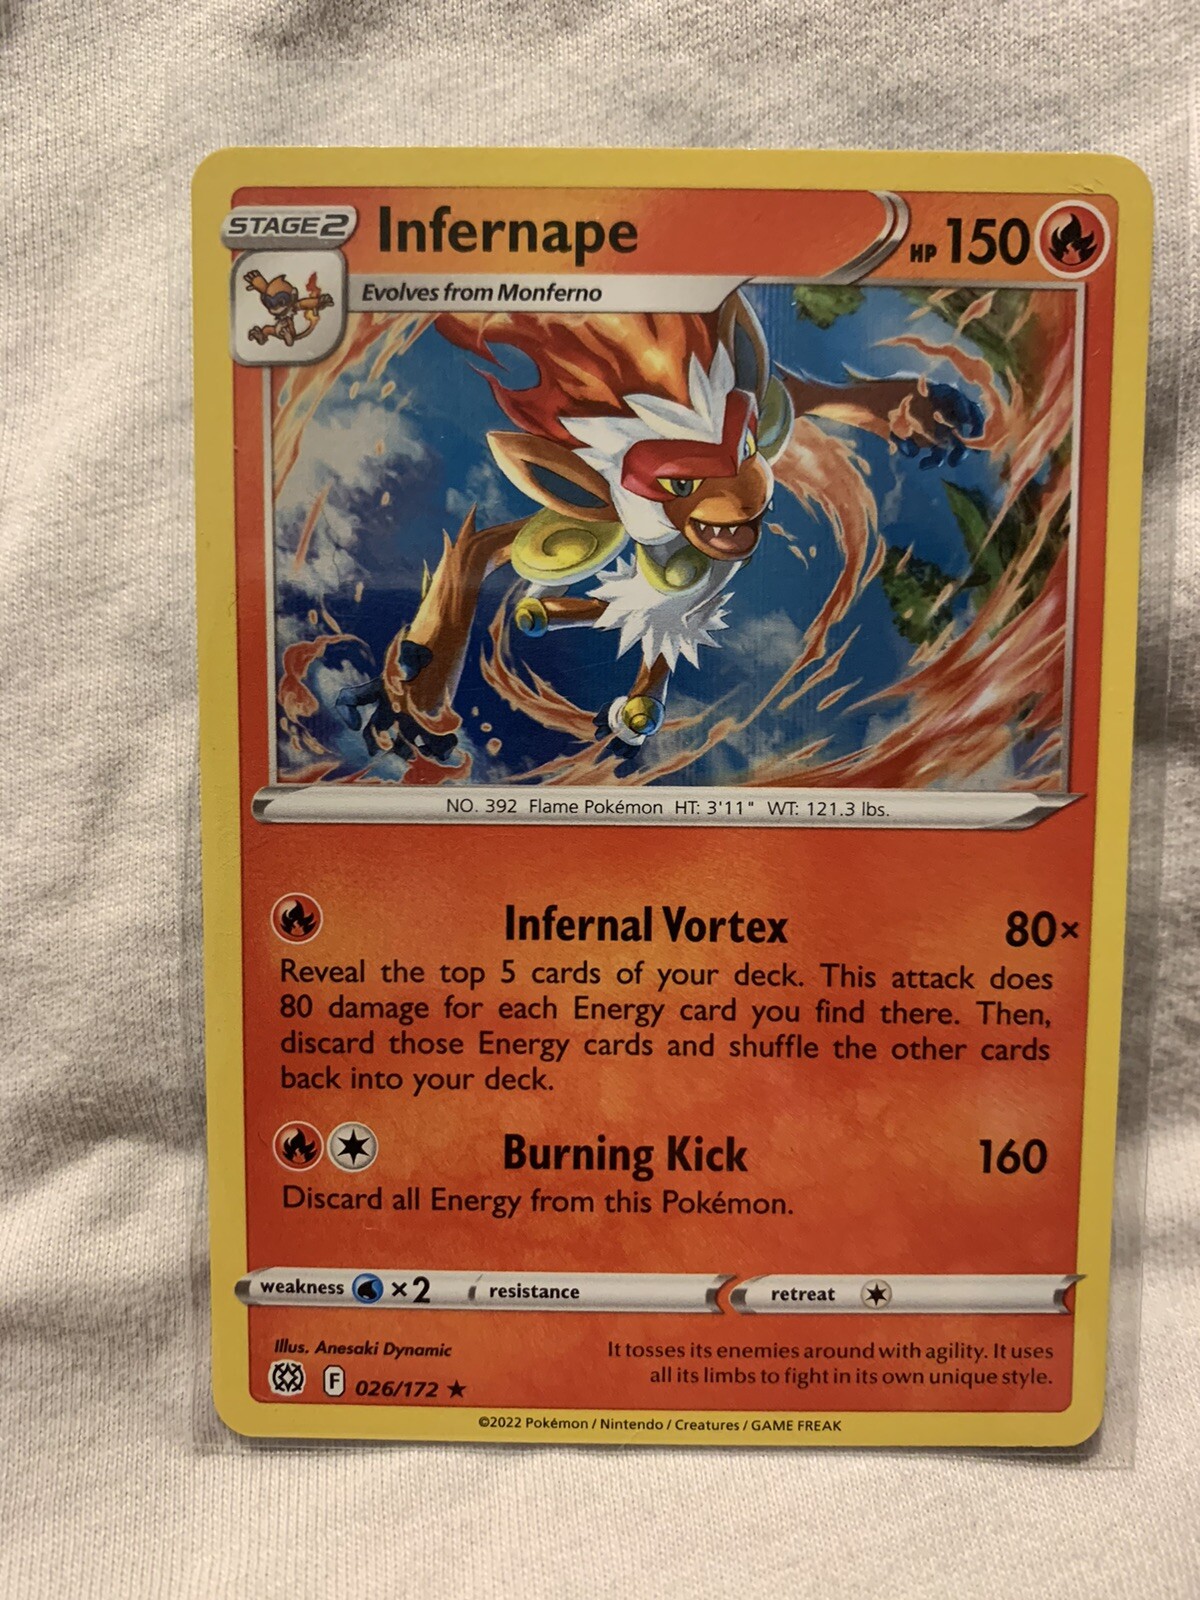 STAGE 2 Infernape HP 150
Evolves from Monferno
NO. 392 Flame Pokémon HT: 3'11" WT: 121.3 lbs.
Infernal Vortex 80×
Reveal the top 5 cards of your deck. This attack does
80 damage for each Energy card you find there. Then,
discard those Energy cards and shuffle the other cards
back into your deck.
Burning Kick 160
Discard all Energy from this Pokémon.
weakness ×2 resistance retreat
Illus. Anesaki Dynamic
F 026/172 ★
It tosses its enemies around with agility. It uses
all its limbs to fight in its own unique style.
©2022 Pokémon / Nintendo / Creatures / GAME FREAK